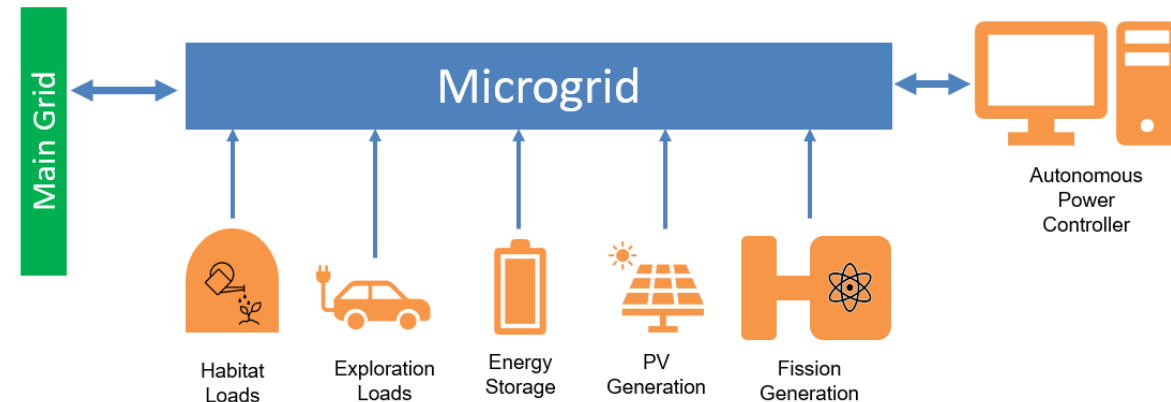 Main Grid
Microgrid
Autonomous
Power
Controller
Habitat
Loads
Exploration
Loads
Energy
Storage
PV
Generation
Fission
Generation